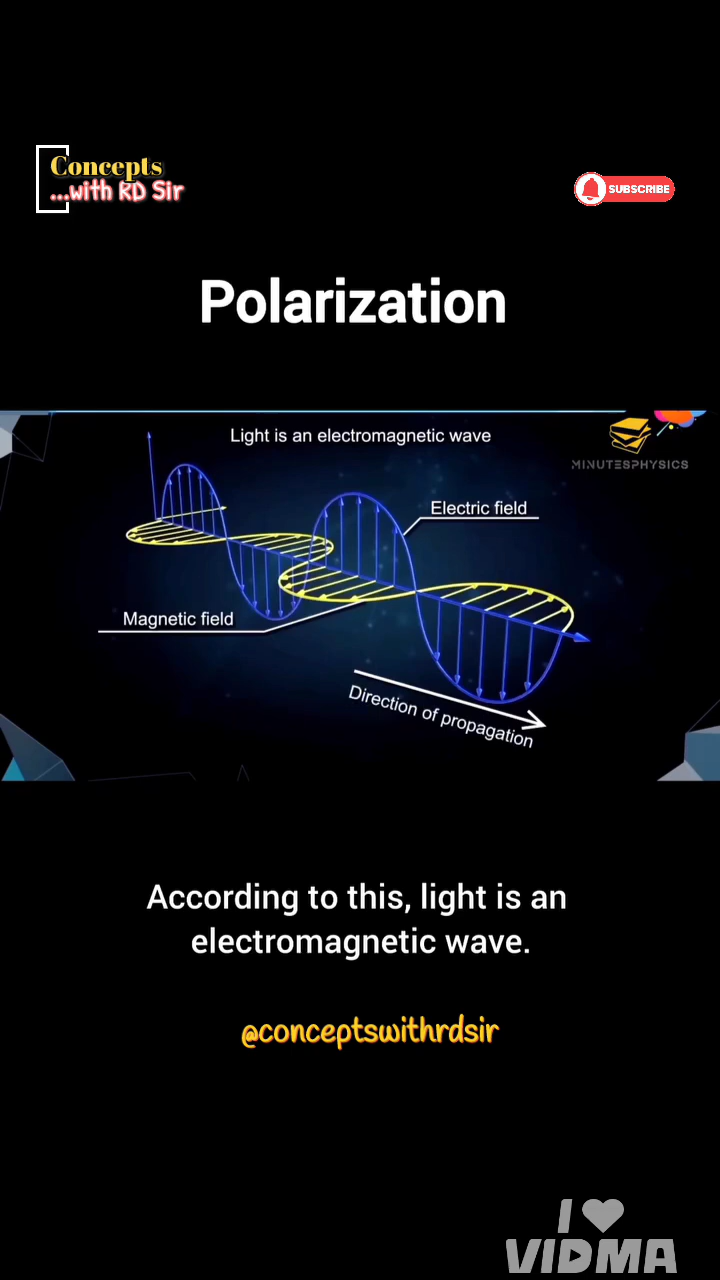 Concepts
...with RD Sir
SUBSCRIBE
Polarization
Light is an electromagnetic wave
MINUTESPHYSICS
Electric field
Magnetic field
Direction of propagation
According to this, light is an
electromagnetic wave.
@conceptswithrdsir
I
VIDMA